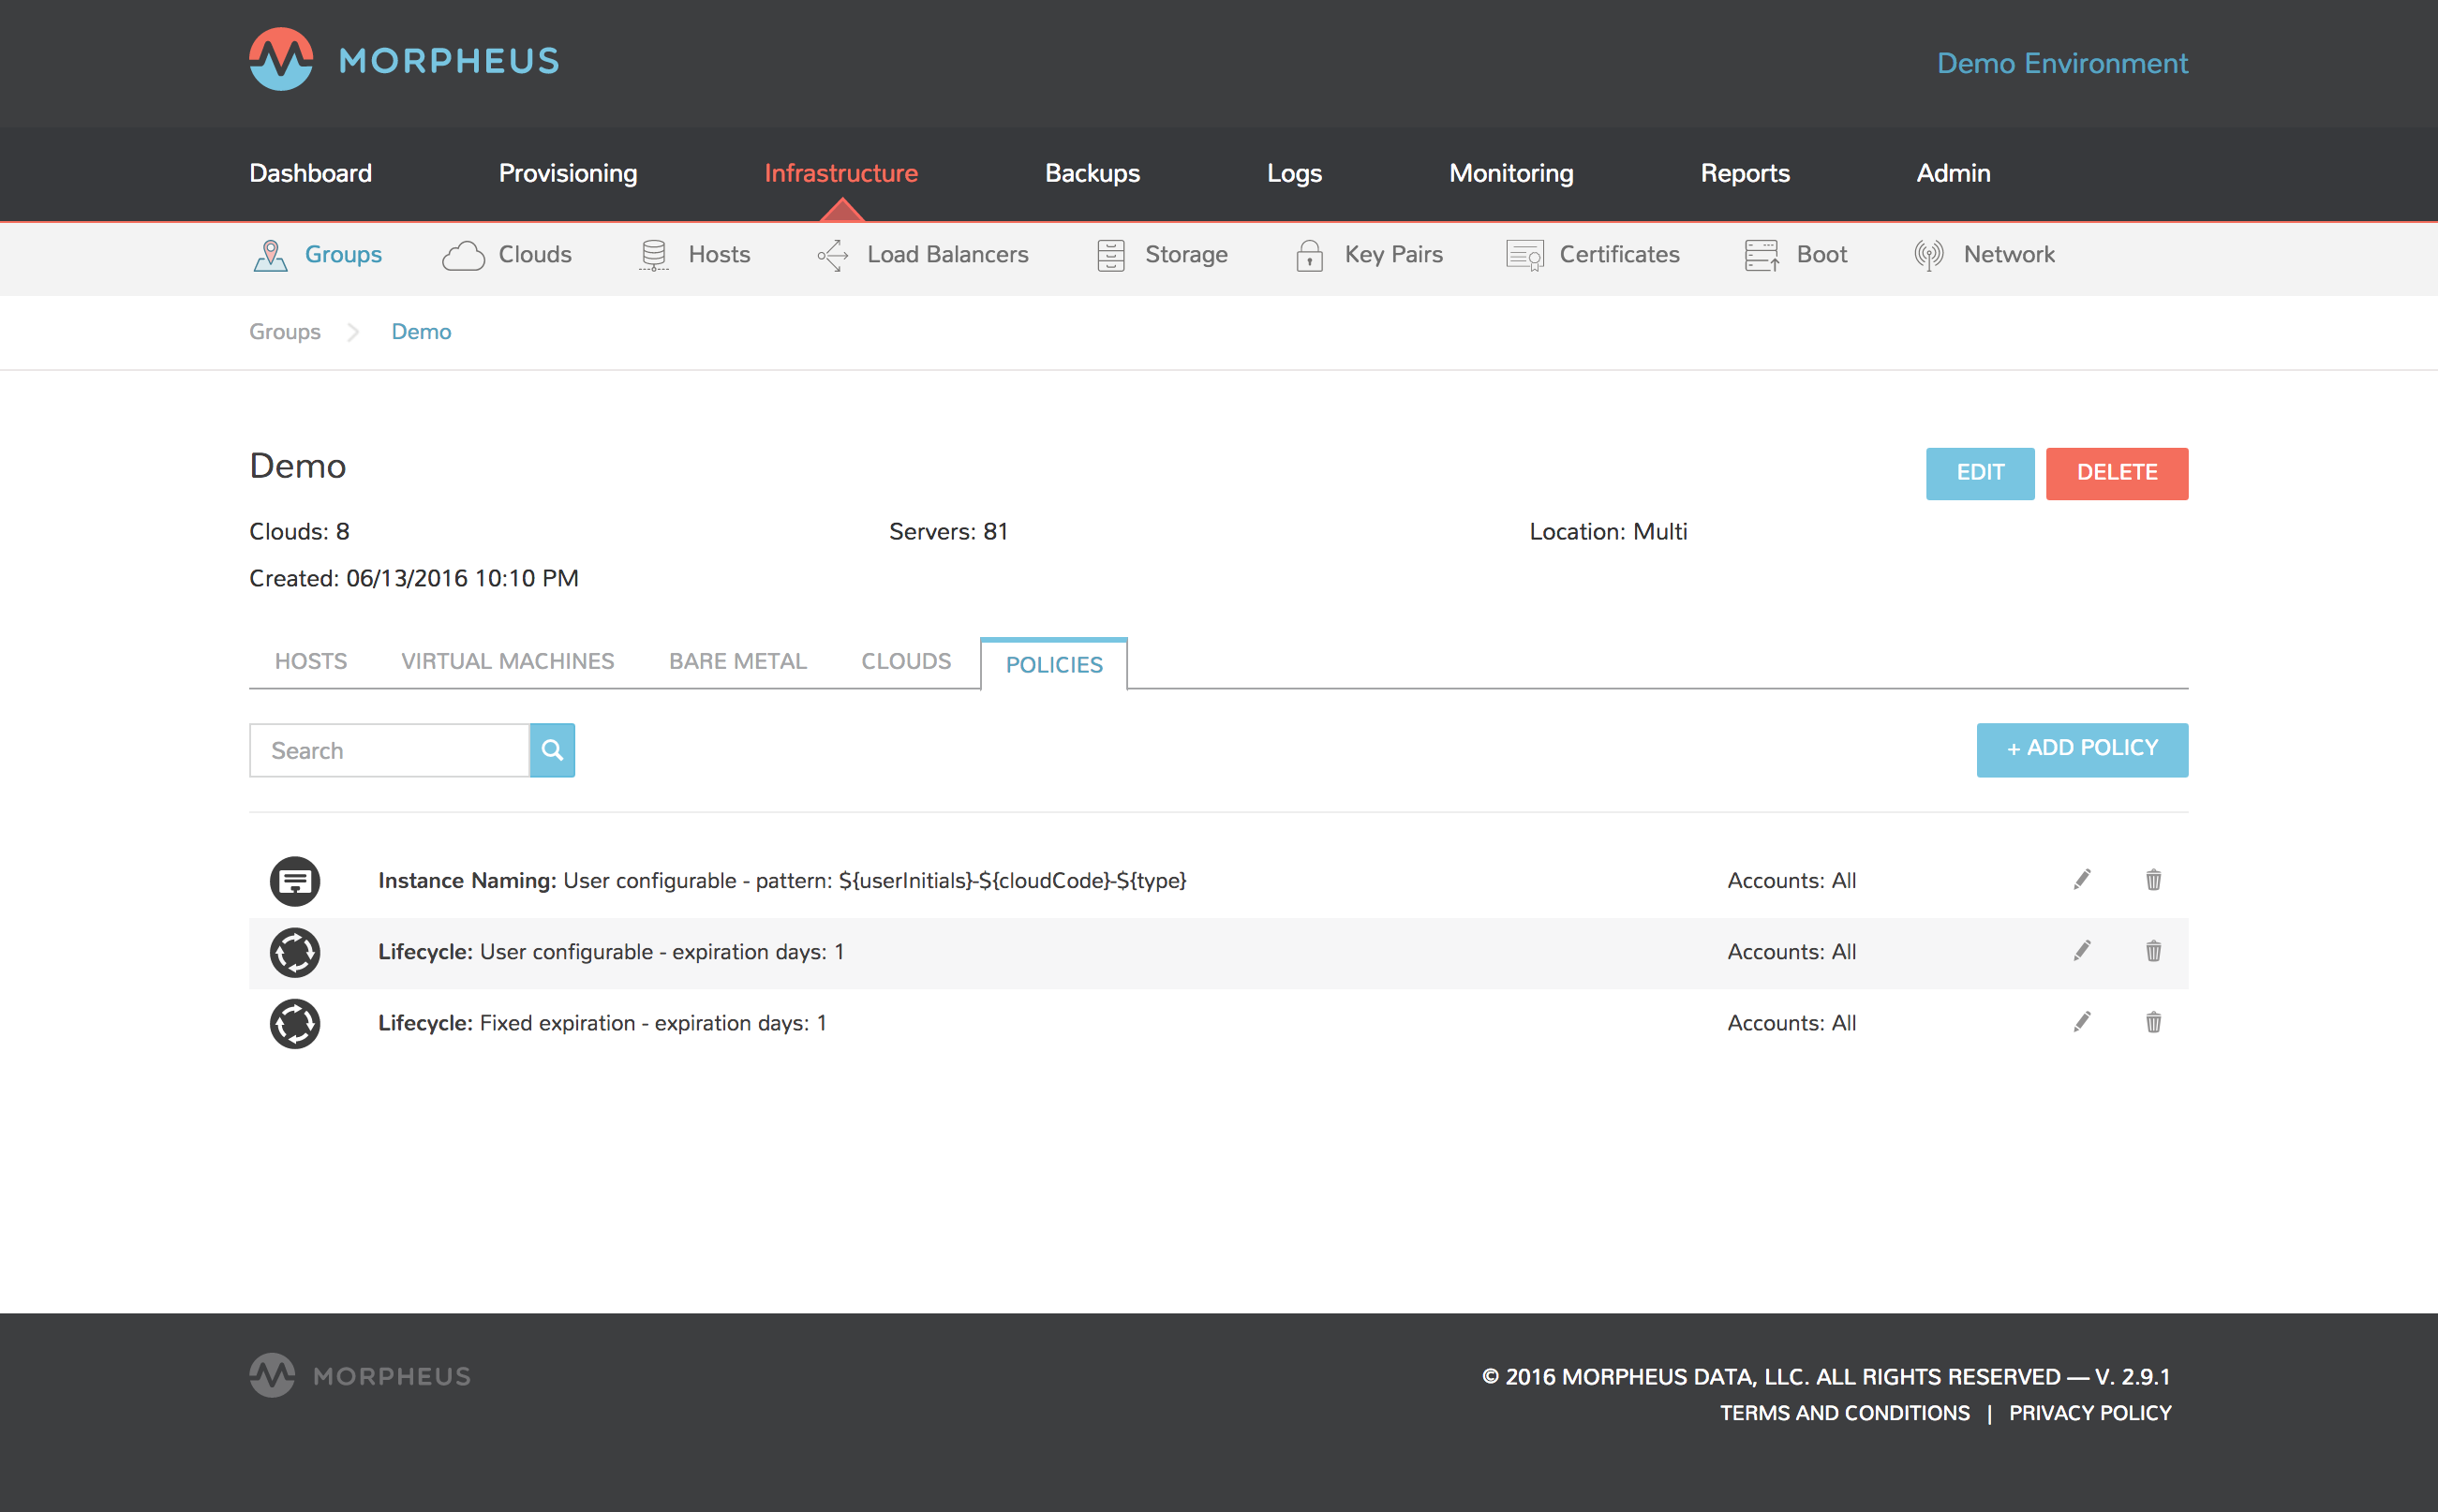 MORPHEUS
Demo Environment
Dashboard Provisioning Infrastructure Backups Logs Monitoring Reports Admin
Groups Clouds Hosts Load Balancers Storage Key Pairs Certificates Boot Network
Groups Demo
Demo
EDIT DELETE
Clouds: 8 Servers: 81 Location: Multi
Created: 06/13/2016 10:10 PM
HOSTS VIRTUAL MACHINES BARE METAL CLOUDS POLICIES
Search
+ ADD POLICY
Instance Naming: User configurable - pattern: ${userInitials}-${cloudCode}-${type} Accounts: All
Lifecycle: User configurable - expiration days: 1 Accounts: All
Lifecycle: Fixed expiration - expiration days: 1 Accounts: All
MORPHEUS
© 2016 MORPHEUS DATA, LLC. ALL RIGHTS RESERVED — V. 2.9.1
TERMS AND CONDITIONS | PRIVACY POLICY